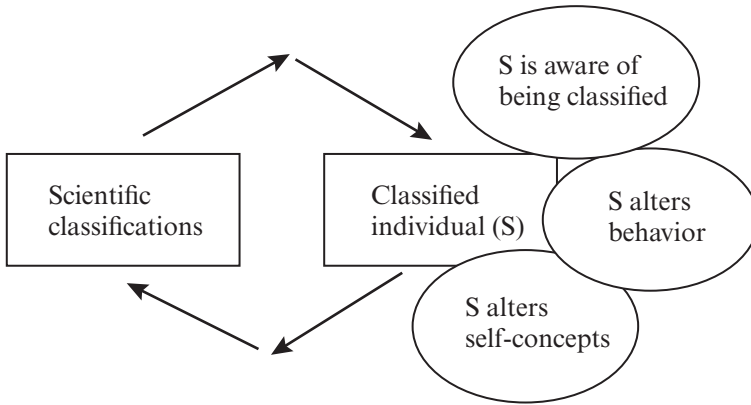 S is aware of
being classified
Scientific
classifications
Classified
individual (S)
S alters
behavior
S alters
self-concepts